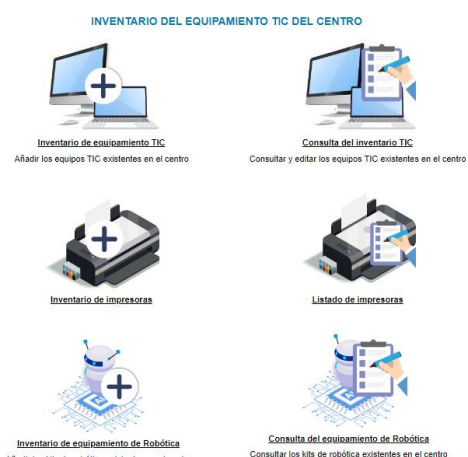 INVENTARIO DEL EQUIPAMIENTO TIC DEL CENTRO
Inventario de equipamiento TIC
Añadir los equipos TIC existentes en el centro
Consulta del inventario TIC
Consultar y editar los equipos TIC existentes en el centro
Inventario de impresoras
Listado de impresoras
Inventario de equipamiento de Robótica
Consulta del equipamiento de Robótica
Consultar los kits de robótica existentes en el centro